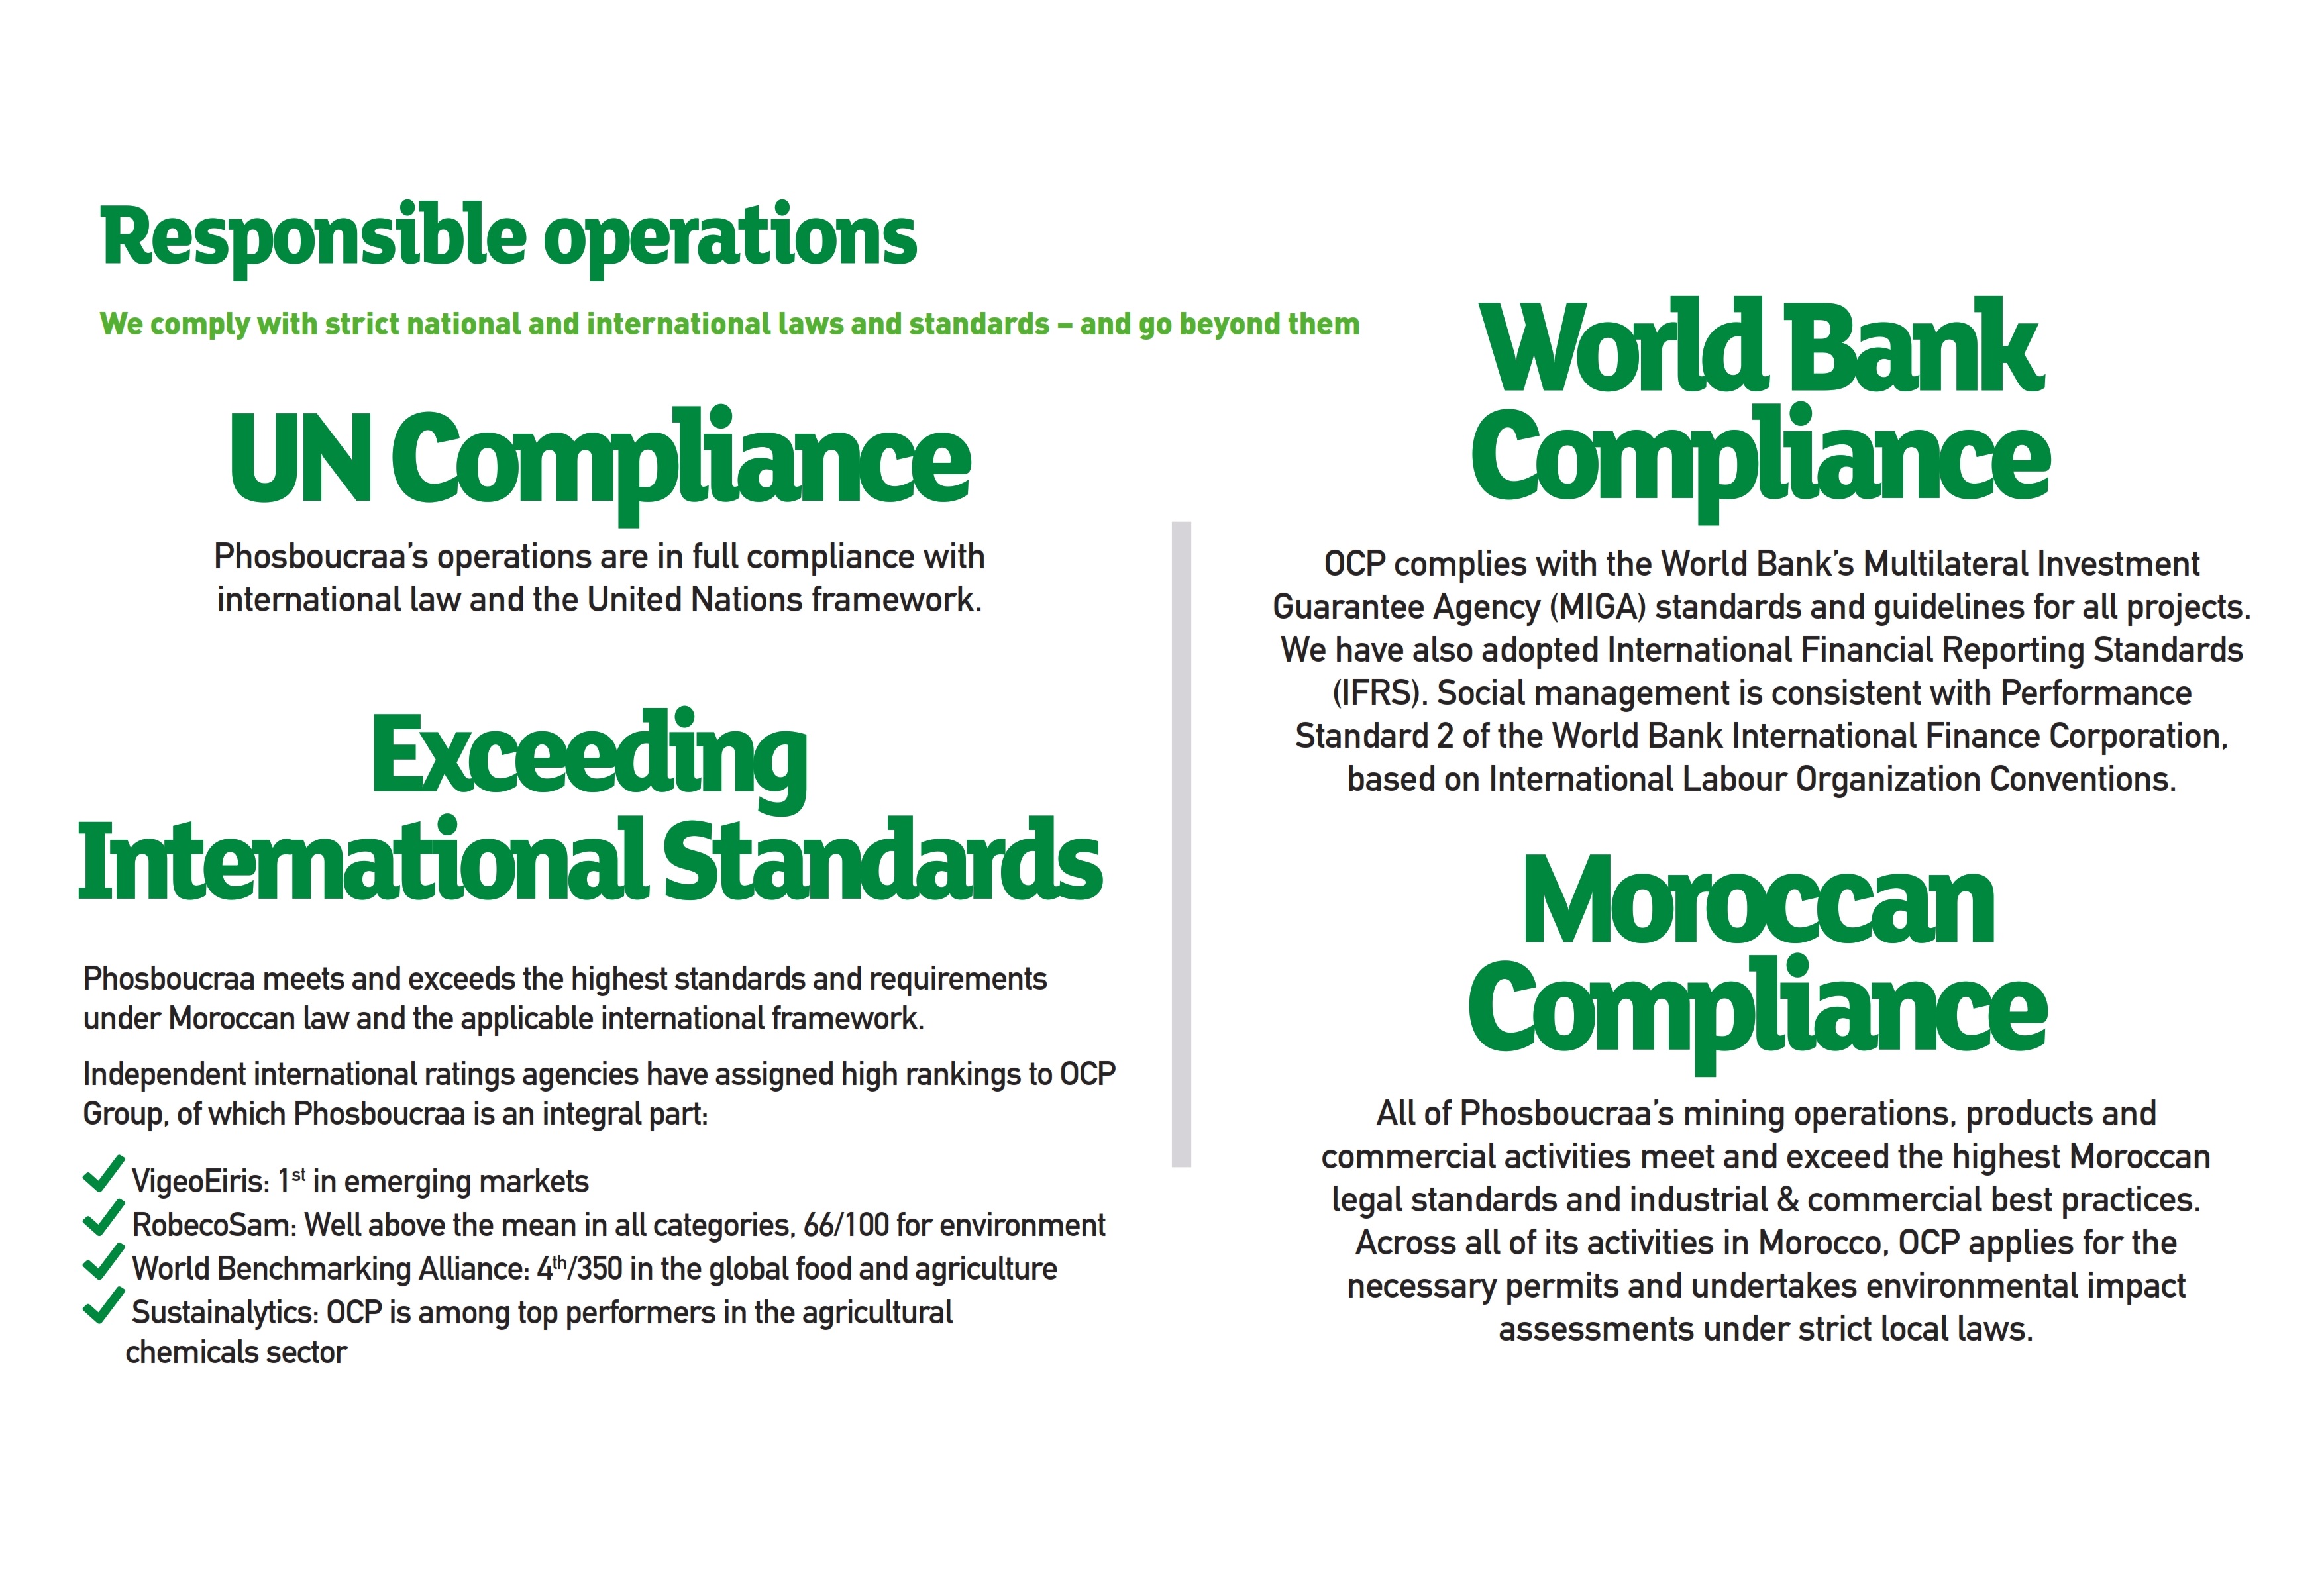 Responsible operations
We comply with strict national and international laws and standards – and go beyond them
UN Compliance
Phosboucraa’s operations are in full compliance with
international law and the United Nations framework.
Exceeding
International Standards
Phosboucraa meets and exceeds the highest standards and requirements
under Moroccan law and the applicable international framework.
Independent international ratings agencies have assigned high rankings to OCP
Group, of which Phosboucraa is an integral part:
VigeoEiris: 1st in emerging markets
RobecoSam: Well above the mean in all categories, 66/100 for environment
World Benchmarking Alliance: 4th/350 in the global food and agriculture
Sustainalytics: OCP is among top performers in the agricultural
chemicals sector
World Bank
Compliance
OCP complies with the World Bank’s Multilateral Investment
Guarantee Agency (MIGA) standards and guidelines for all projects.
We have also adopted International Financial Reporting Standards
(IFRS). Social management is consistent with Performance
Standard 2 of the World Bank International Finance Corporation,
based on International Labour Organization Conventions.
Moroccan
Compliance
All of Phosboucraa’s mining operations, products and
commercial activities meet and exceed the highest Moroccan
legal standards and industrial & commercial best practices.
Across all of its activities in Morocco, OCP applies for the
necessary permits and undertakes environmental impact
assessments under strict local laws.